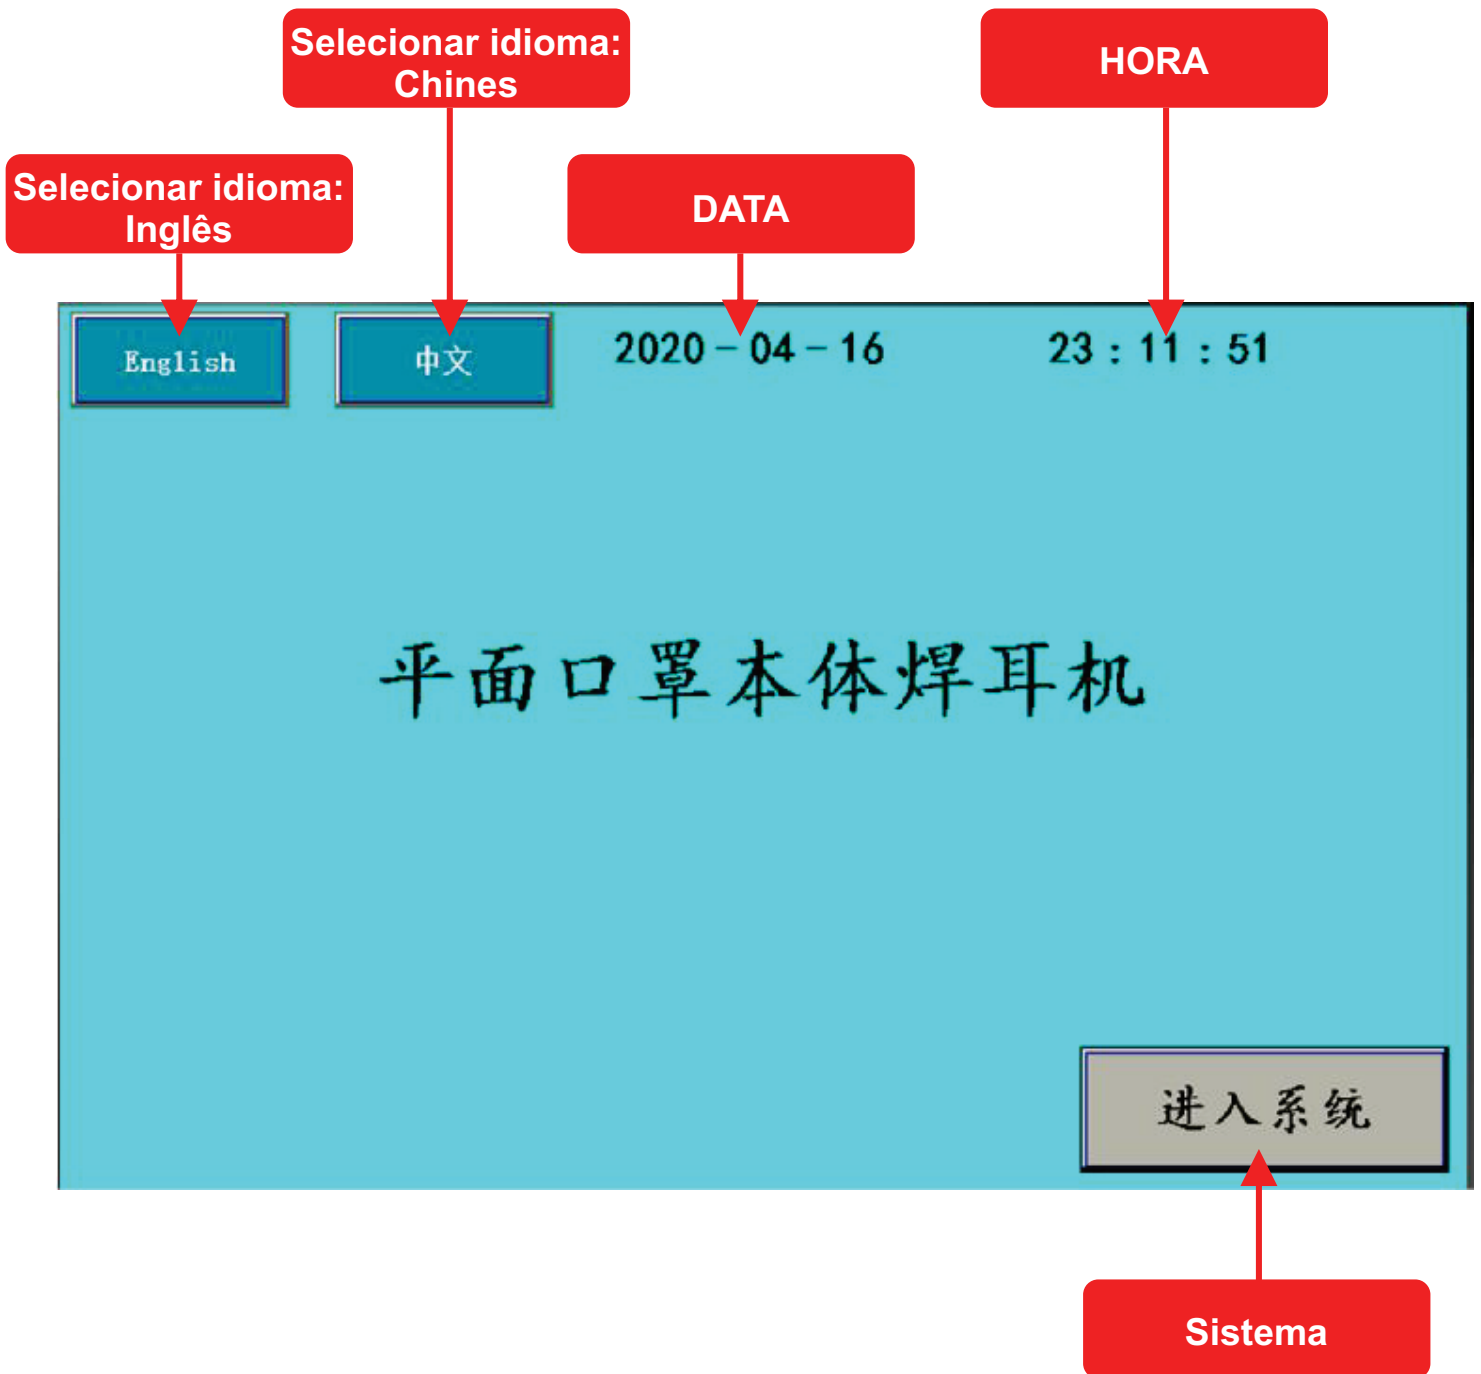 Selecionar idioma:
Chines
HORA
Selecionar idioma:
Inglês
DATA
English
中文
2020-04-16
23:11:51
平面口罩本体焊耳机
进入系统
Sistema